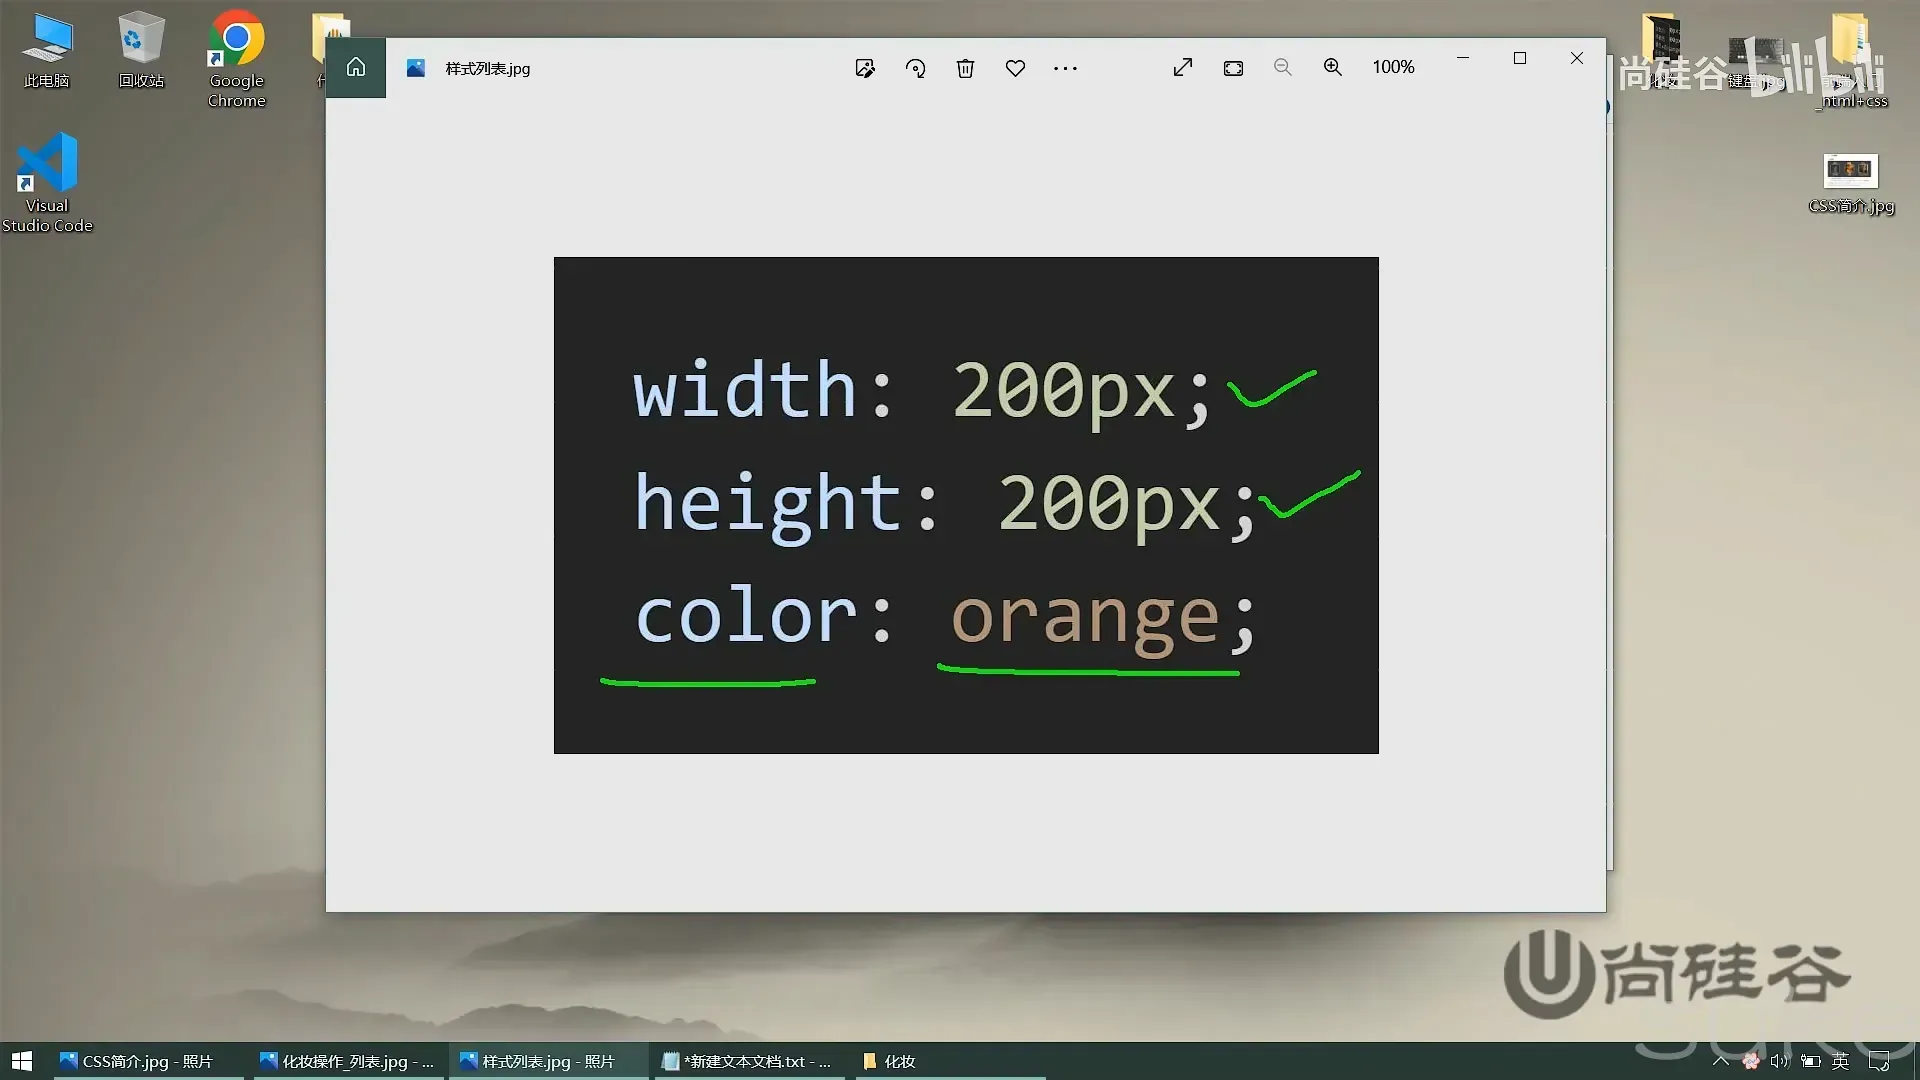 此电脑
回收站
Google
Chrome
Visual
Studio Code
样式列表.jpg
100%
尚硅谷
bilibili
_html+css
CSS简介.jpg
width: 200px;
height: 200px;
color: orange;
尚硅谷
CSS简介.jpg - 照片
化妆操作_列表.jpg - ...
样式列表.jpg - 照片
*新建文本文档.txt - ...
化妆
英